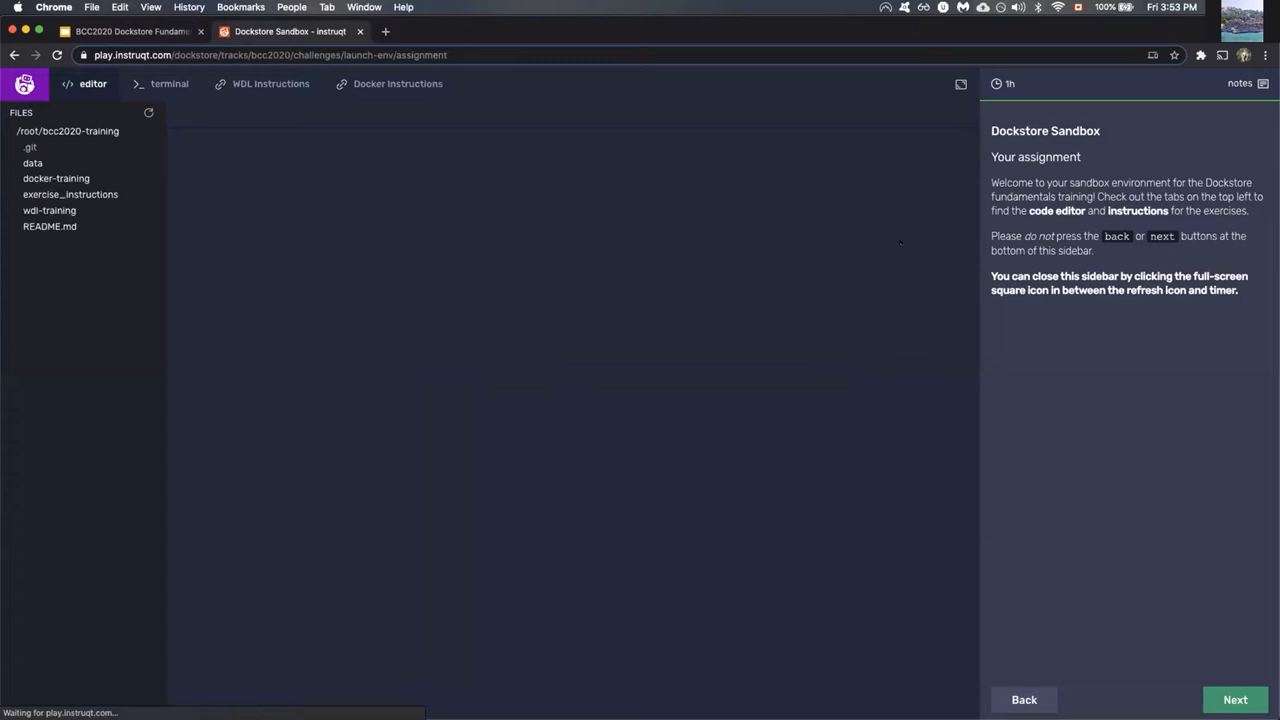 Chrome File Edit View History Bookmarks People Tab Window Help 100% Fri 3:53 PM
BCC2020 Dockstore Fundame Dockstore Sandbox - instruqt
play.instruqt.com/dockstore/tracks/bcc2020/challenges/launch-env/assignment
</> editor >_ terminal WDL Instructions Docker Instructions 1h notes
FILES
/root/bcc2020-training
.git
data
docker-training
exercise_instructions
wdl-training
README.md
Dockstore Sandbox
Your assignment
Welcome to your sandbox environment for the Dockstore
fundamentals training! Check out the tabs on the top left to
find the code editor and instructions for the exercises.
Please do not press the back or next buttons at the
bottom of this sidebar.
You can close this sidebar by clicking the full-screen
square icon in between the refresh icon and timer.
Back Next
Waiting for play.instruqt.com...